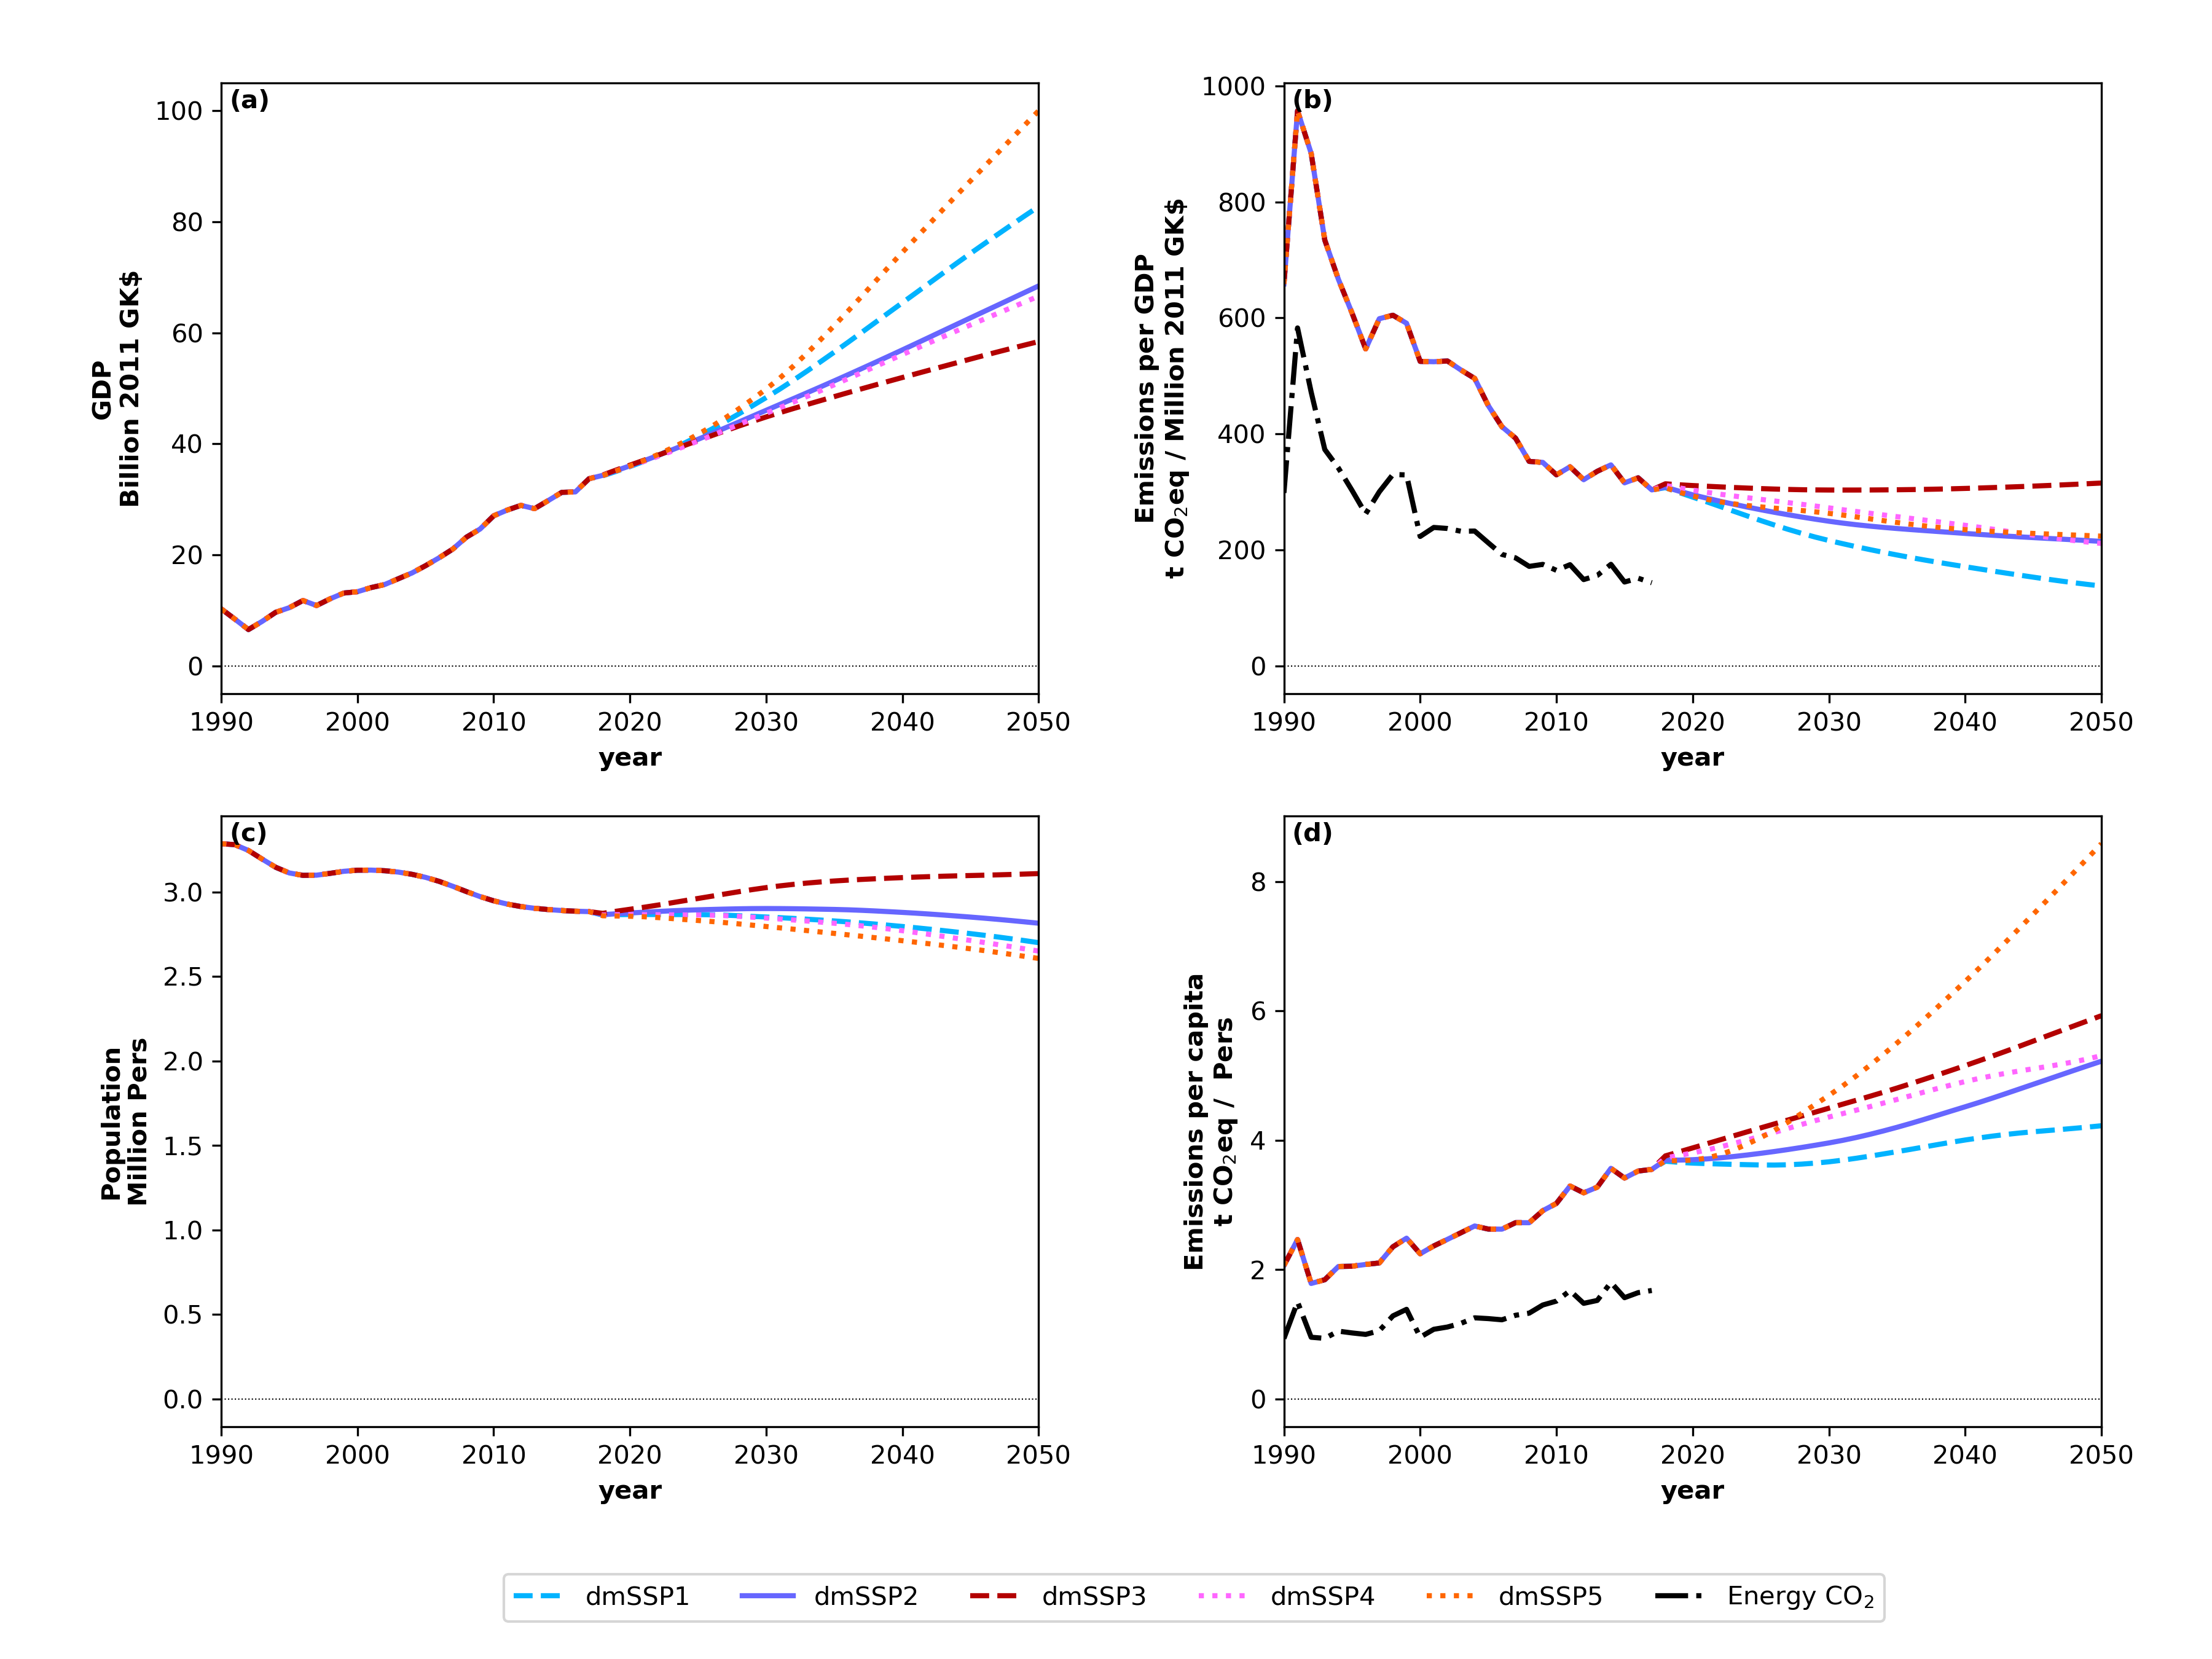 (a)
GDP
Billion 2011 GK$
100
80
60
40
20
0
1990 2000 2010 2020 2030 2040 2050
year
(b)
Emissions per GDP
t CO₂eq / Million 2011 GK$
1000
800
600
400
200
0
1990 2000 2010 2020 2030 2040 2050
year
(c)
Population
Million Pers
3.0
2.5
2.0
1.5
1.0
0.5
0.0
1990 2000 2010 2020 2030 2040 2050
year
(d)
Emissions per capita
t CO₂eq / Pers
8
6
4
2
0
1990 2000 2010 2020 2030 2040 2050
year
dmSSP1 dmSSP2 dmSSP3 dmSSP4 dmSSP5 Energy CO₂